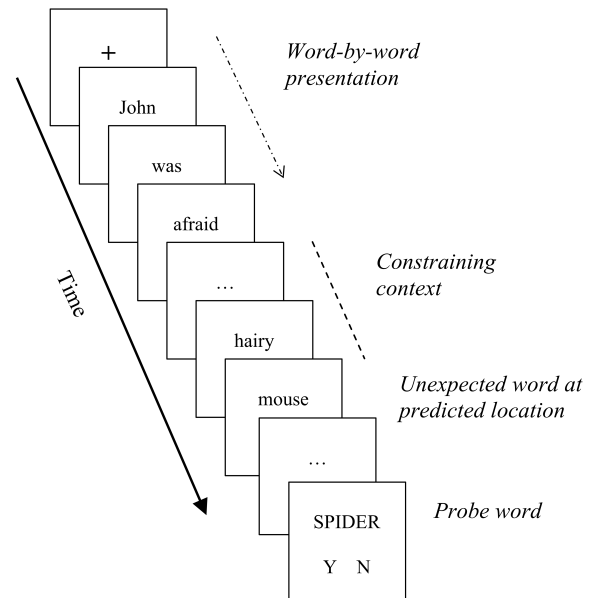 +
Word-by-word
presentation
John
was
afraid
...
Constraining
context
Time
hairy
mouse
Unexpected word at
predicted location
...
SPIDER
Probe word
Y N